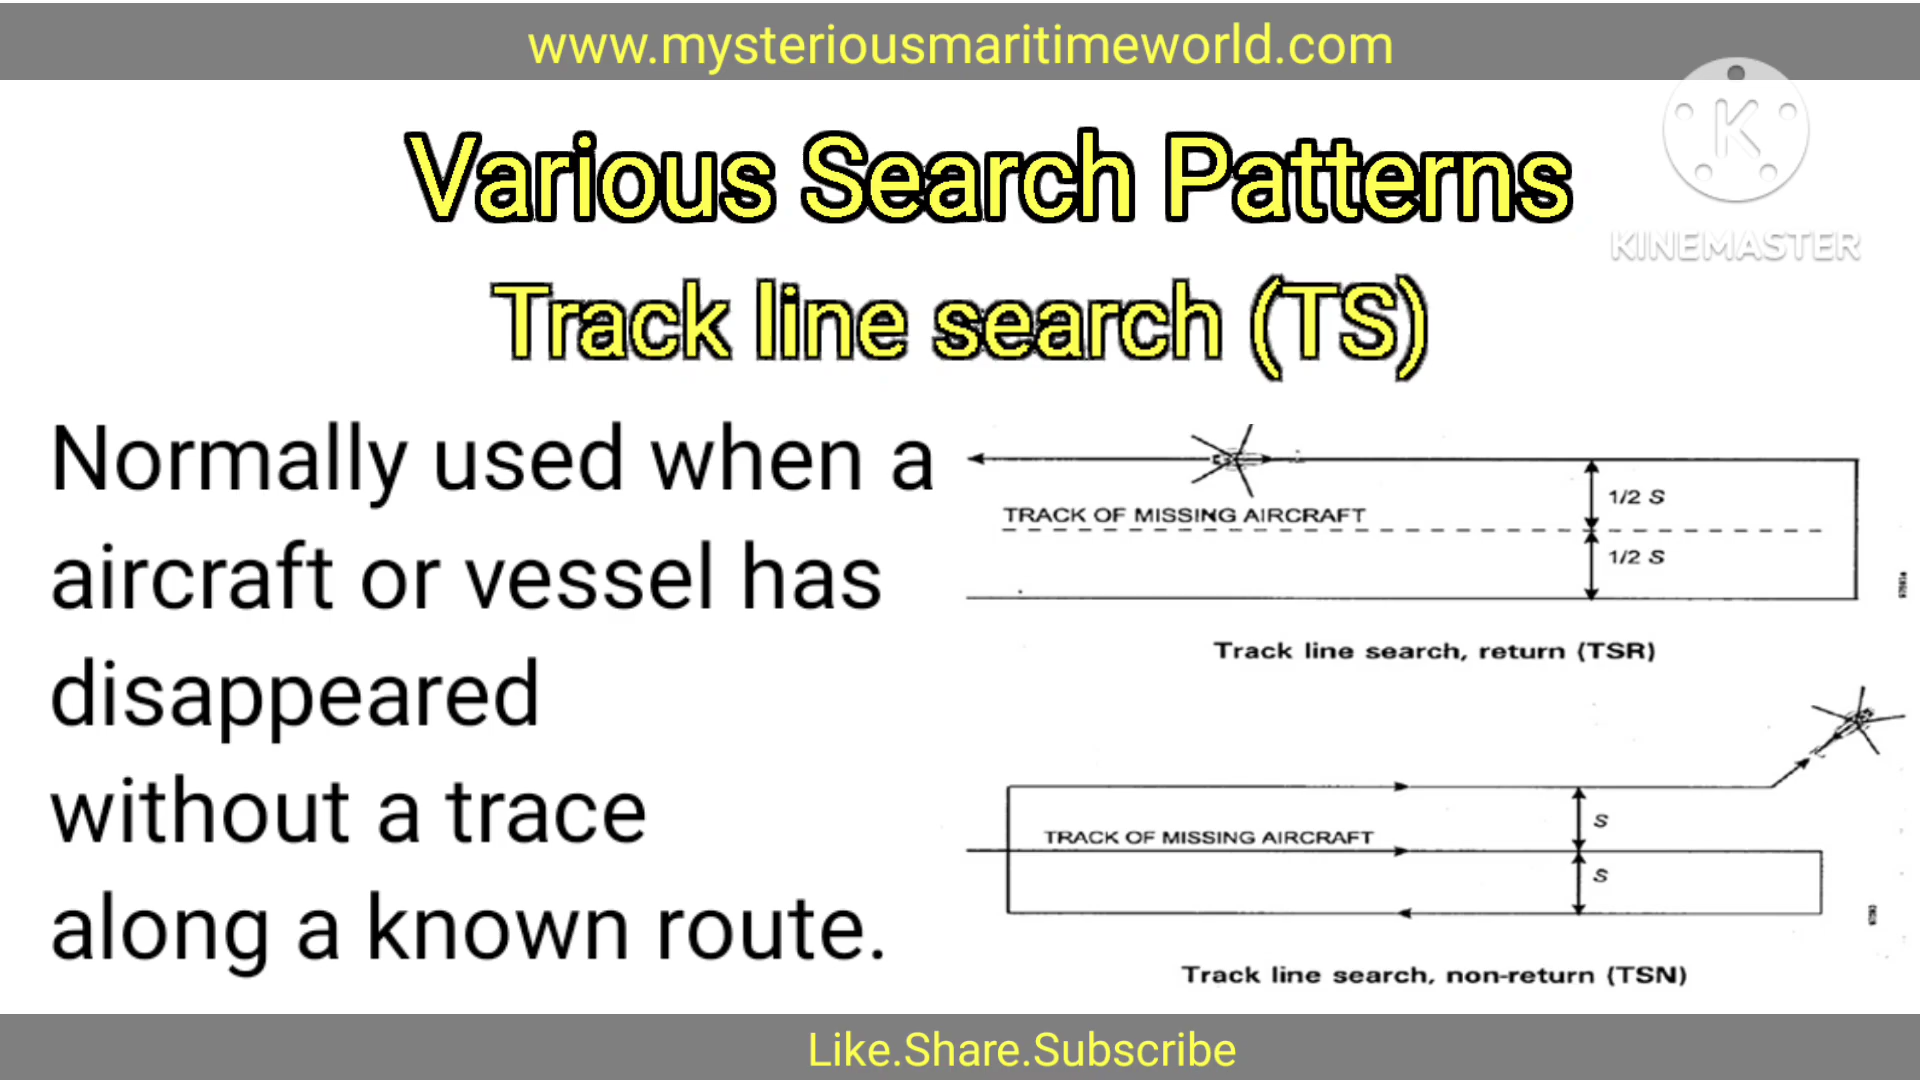 www.mysteriousmaritimeworld.com
Various Search Patterns
K
KINEMASTER
Track line search (TS)
Normally used when a
aircraft or vessel has
disappeared
without a trace
along a known route.
TRACK OF MISSING AIRCRAFT
1/2 S
1/2 S
Track line search, return (TSR)
TRACK OF MISSING AIRCRAFT
S
S
Track line search, non-return (TSN)
Like.Share.Subscribe